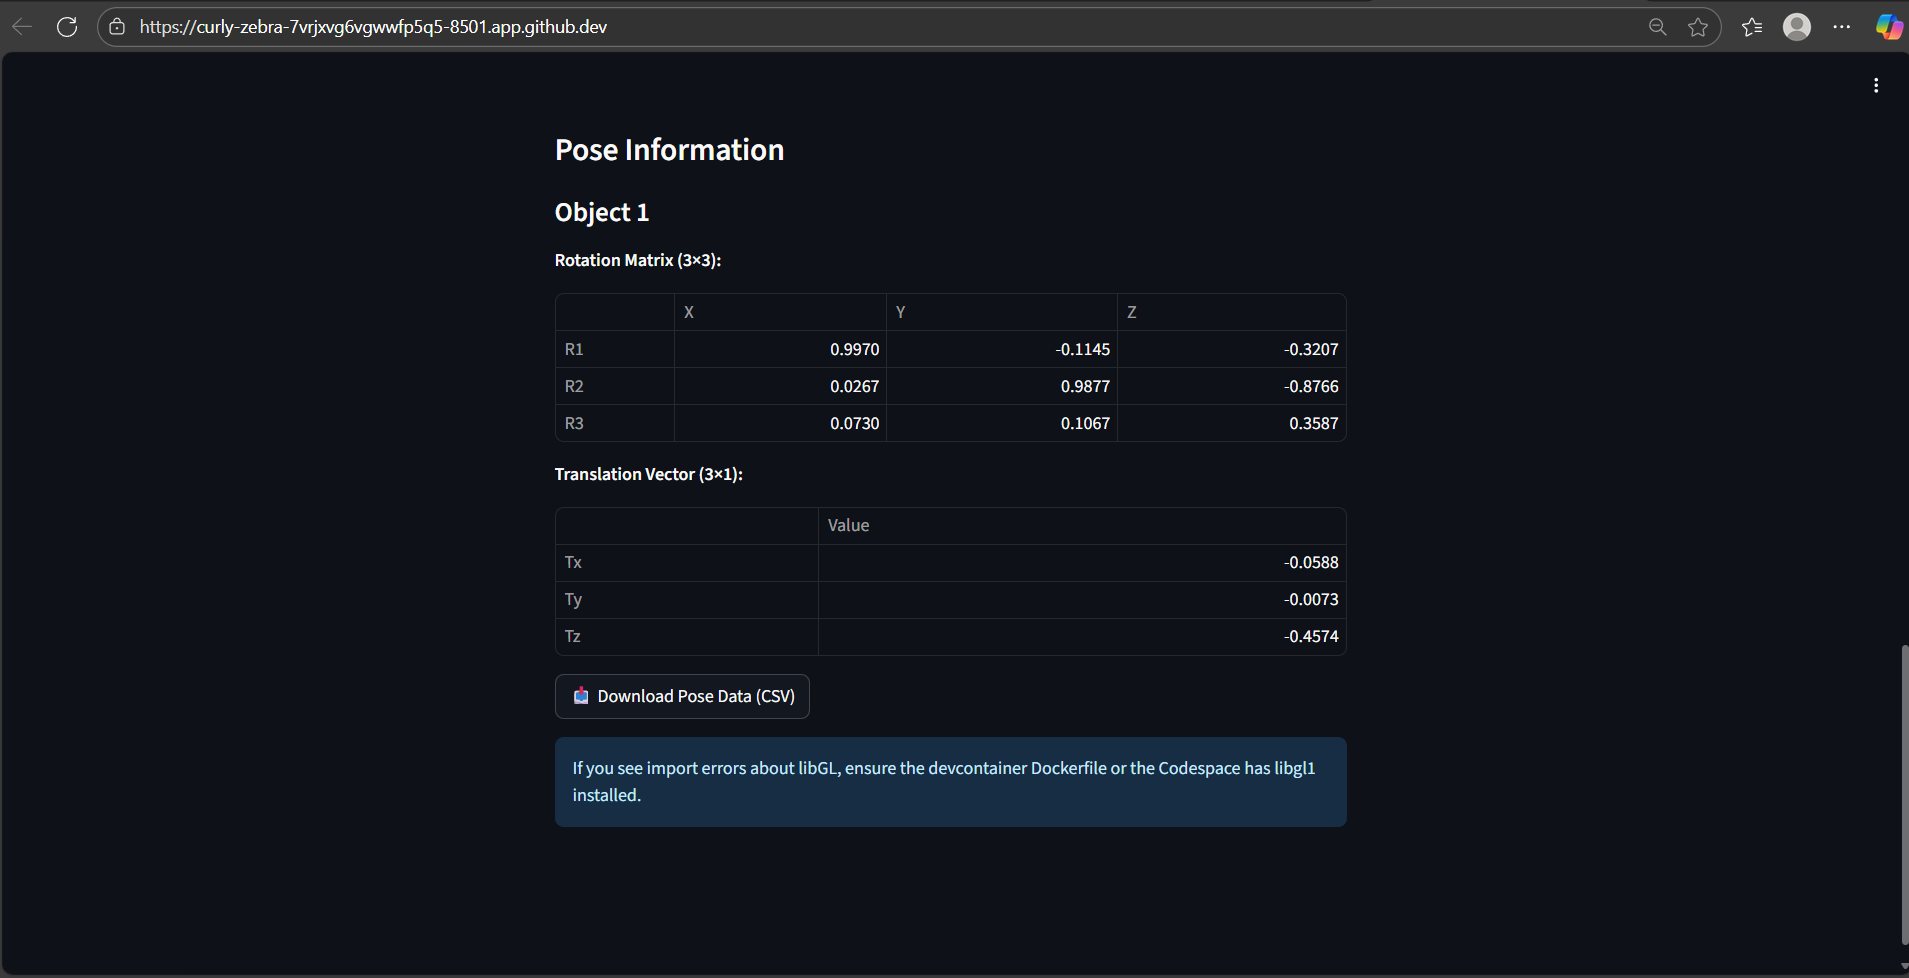 https://curly-zebra-7vrjxvg6vgwwfp5q5-8501.app.github.dev
Pose Information
Object 1
Rotation Matrix (3×3):
X Y Z
R1 0.9970 -0.1145 -0.3207
R2 0.0267 0.9877 -0.8766
R3 0.0730 0.1067 0.3587
Translation Vector (3×1):
Value
Tx -0.0588
Ty -0.0073
Tz -0.4574
Download Pose Data (CSV)
If you see import errors about libGL, ensure the devcontainer Dockerfile or the Codespace has libgl1
installed.